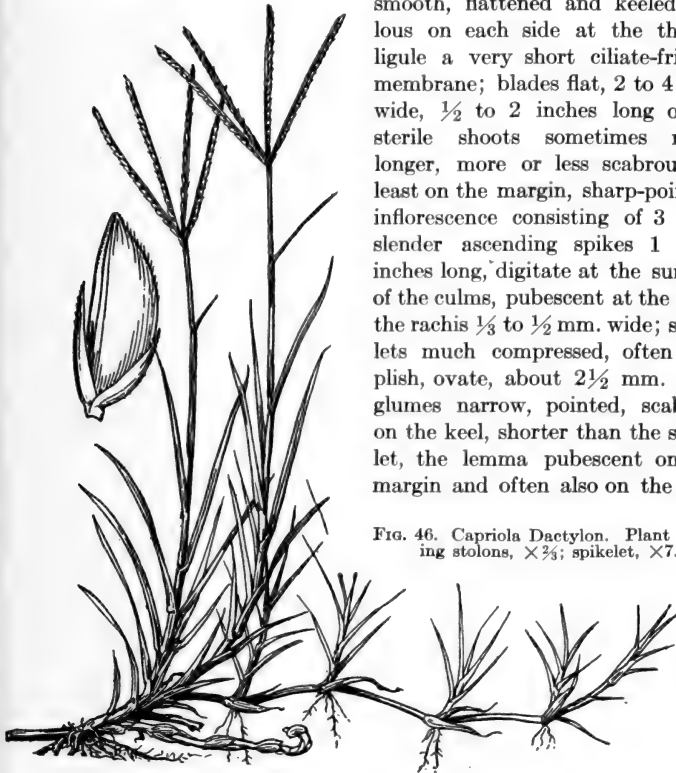 smooth, flattened and keeled
lous on each side at the th
ligule a very short ciliate-fri
membrane; blades flat, 2 to 4
wide, ½ to 2 inches long o
sterile shoots sometimes
longer, more or less scabrou
least on the margin, sharp-poi
inflorescence consisting of 3
slender ascending spikes 1
inches long, digitate at the su
of the culms, pubescent at the
the rachis ⅓ to ½ mm. wide; s
lets much compressed, often
plish, ovate, about 2½ mm.
glumes narrow, pointed, scab
on the keel, shorter than the s
let, the lemma pubescent on
margin and often also on the
FIG. 46. Capriola Dactylon. Plant
ing stolons, ×⅔; spikelet, ×7.